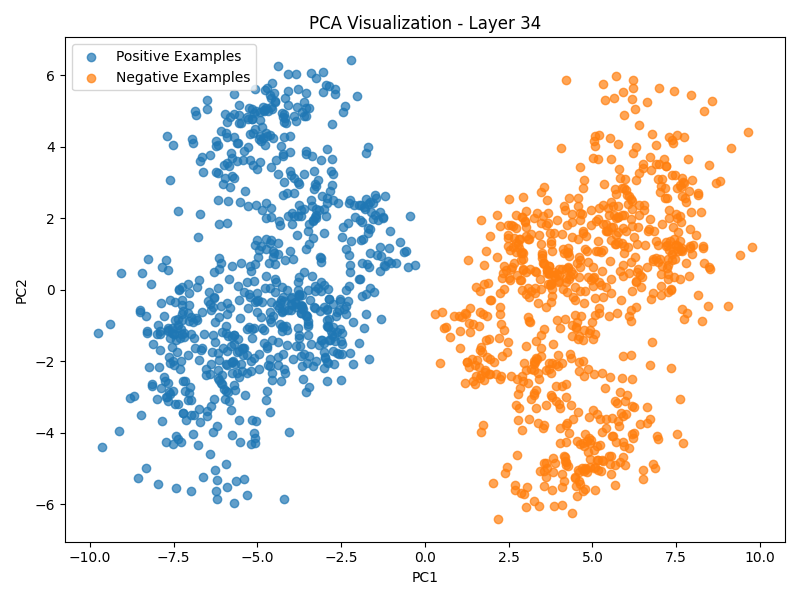 PCA Visualization - Layer 34
Positive Examples
Negative Examples
6
4
2
0
−2
−4
−6
PC2
−10.0 −7.5 −5.0 −2.5 0.0 2.5 5.0 7.5 10.0
PC1